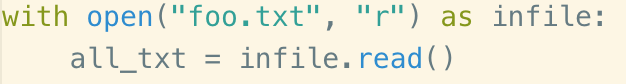 with open("foo.txt", "r") as infile:
    all_txt = infile.read()